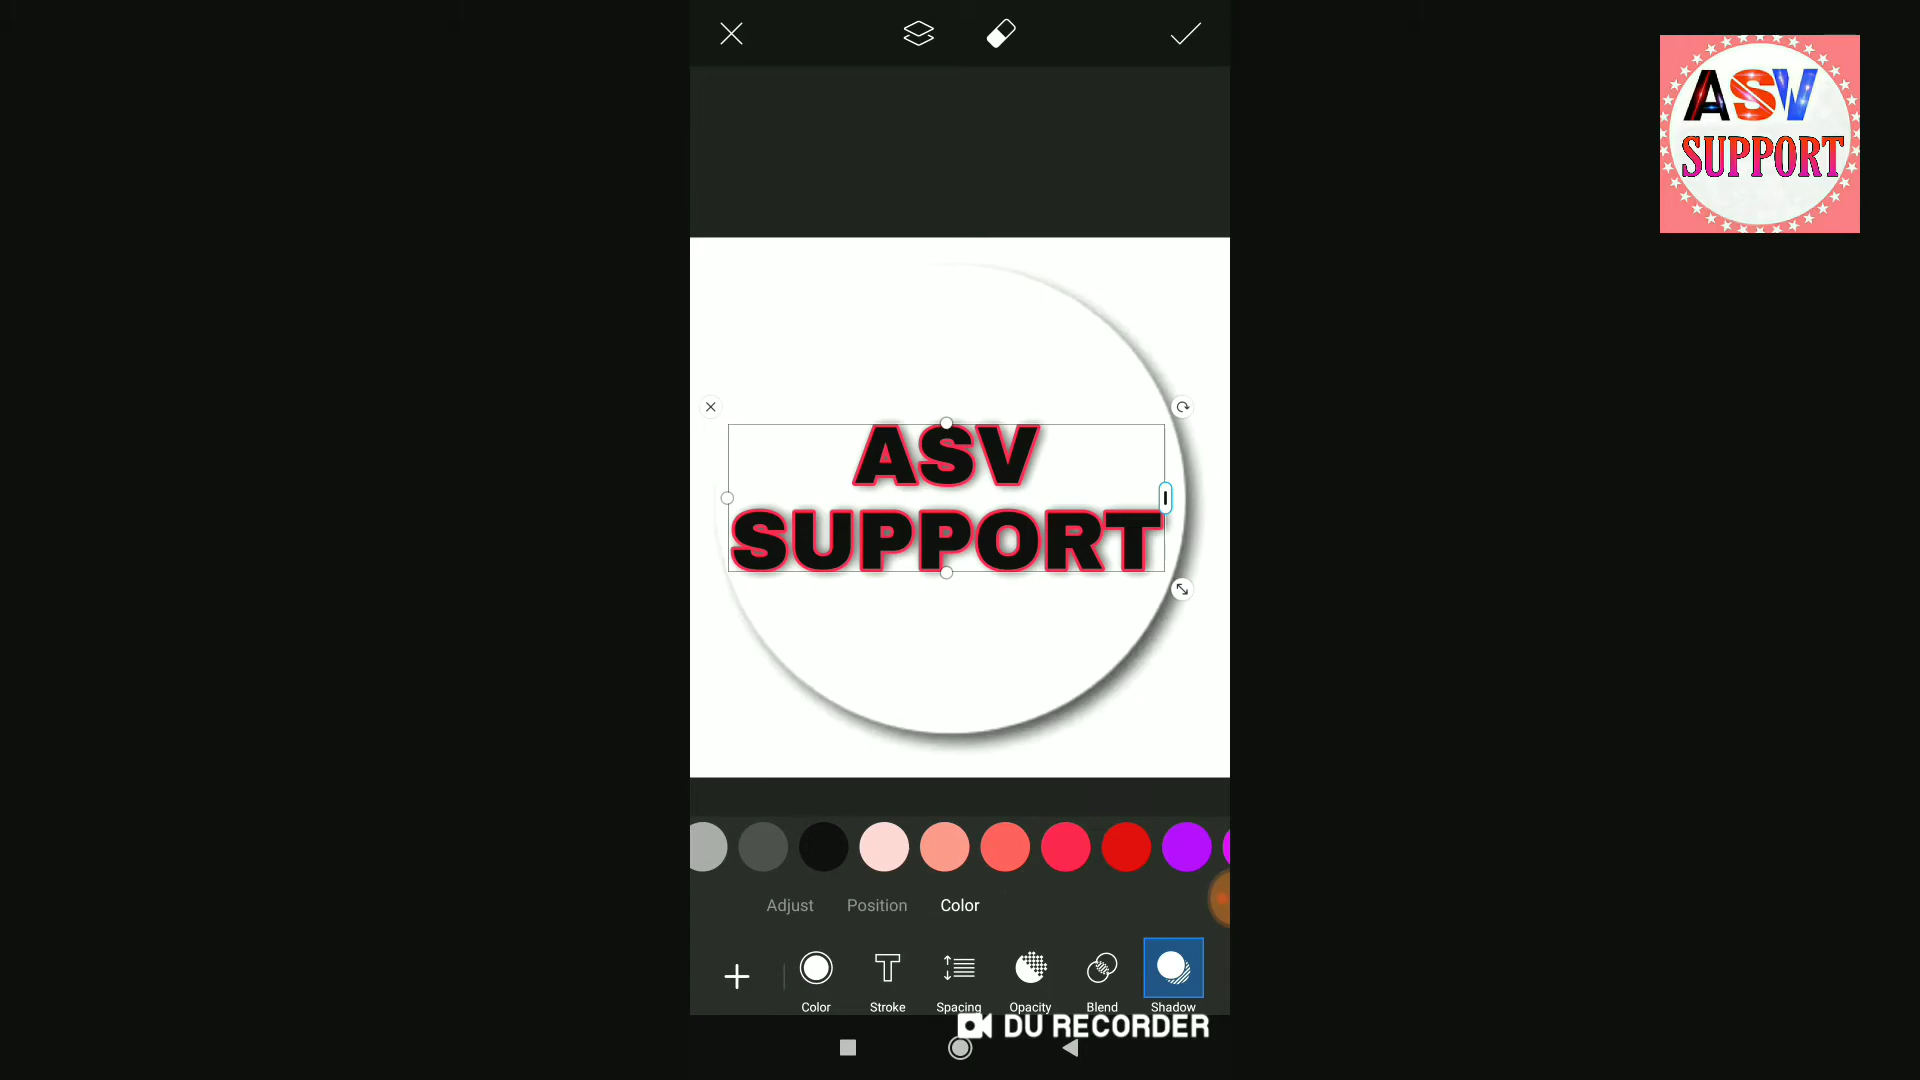 ASV
SUPPORT
ASV
SUPPORT
Adjust Position Color
Color Stroke Spacing Opacity Blend Shadow
DU RECORDER